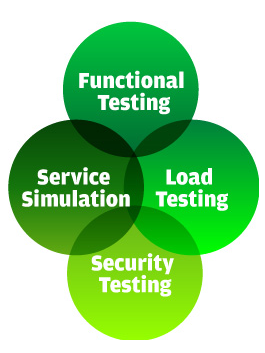 Functional
Testing
Service
Simulation
Load
Testing
Security
Testing